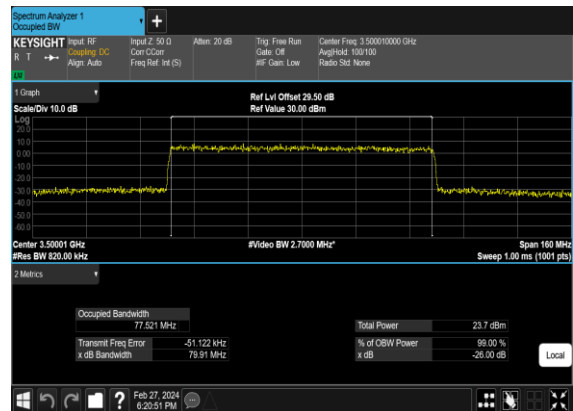 Spectrum Analyzer 1
Occupied BW
+
KEYSIGHT Input: RF Input Z: 50 Ω Atten: 20 dB Trig: Free Run Center Freq: 3.500010000 GHz
R T Coupling: DC Corr CCorr Gate: Off Avg|Hold: 100/100
Align: Auto Freq Ref: Int (S) #IF Gain: Low Radio Std: None
LW
1 Graph
Ref Lvl Offset 29.50 dB
Scale/Div 10.0 dB Ref Value 30.00 dBm
Log
20.0
10.0
0.00
-10.0
-20.0
-30.0
-40.0
-50.0
-60.0
Center 3.50001 GHz #Video BW 2.7000 MHz* Span 160 MHz
#Res BW 820.00 kHz Sweep 1.00 ms (1001 pts)
2 Metrics
Occupied Bandwidth
77.521 MHz Total Power 23.7 dBm
Transmit Freq Error -51.122 kHz % of OBW Power 99.00 %
x dB Bandwidth 79.91 MHz x dB -26.00 dB
Local
?
Feb 27, 2024
6:20:51 PM